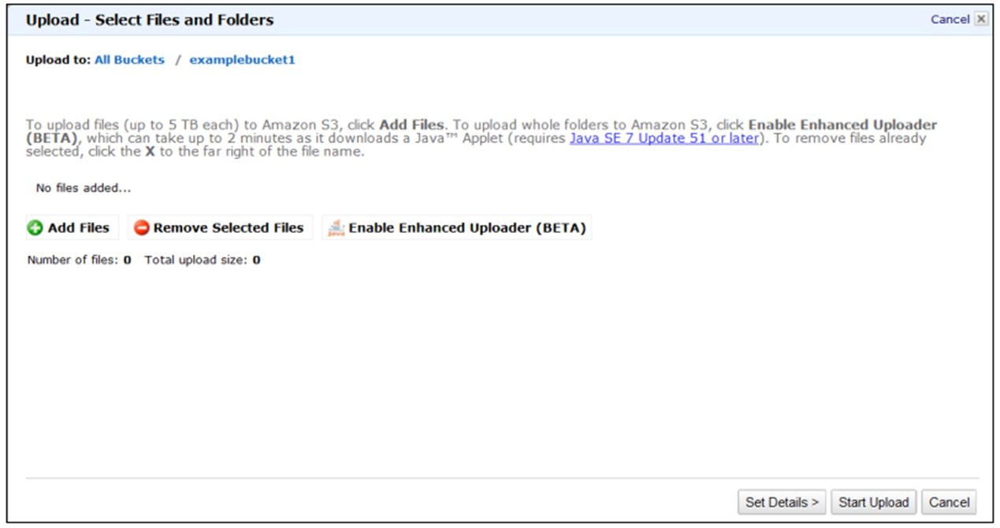 Upload - Select Files and Folders
Cancel X
Upload to: All Buckets / examplebucket1
To upload files (up to 5 TB each) to Amazon S3, click Add Files. To upload whole folders to Amazon S3, click Enable Enhanced Uploader
(BETA), which can take up to 2 minutes as it downloads a Java™ Applet (requires Java SE 7 Update 51 or later). To remove files already
selected, click the X to the far right of the file name.
No files added...
Add Files Remove Selected Files Java Enable Enhanced Uploader (BETA)
Number of files: 0 Total upload size: 0
Set Details > Start Upload Cancel